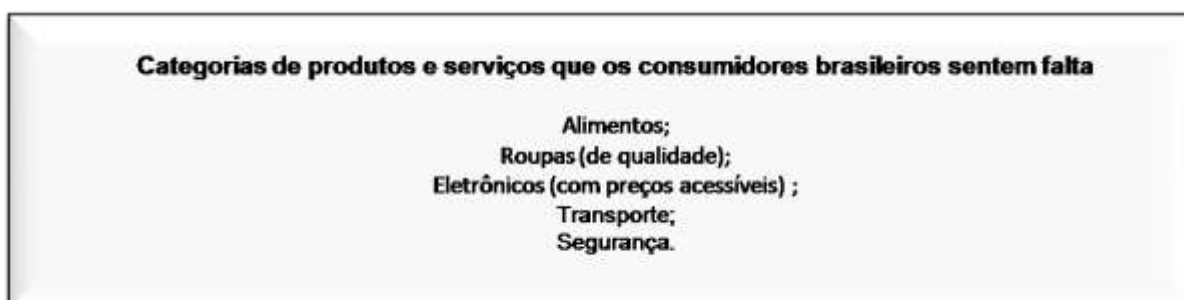 Categorias de produtos e serviços que os consumidores brasileiros sentem falta
Alimentos;
Roupas (de qualidade);
Eletrônicos (com preços acessíveis) ;
Transporte;
Segurança.